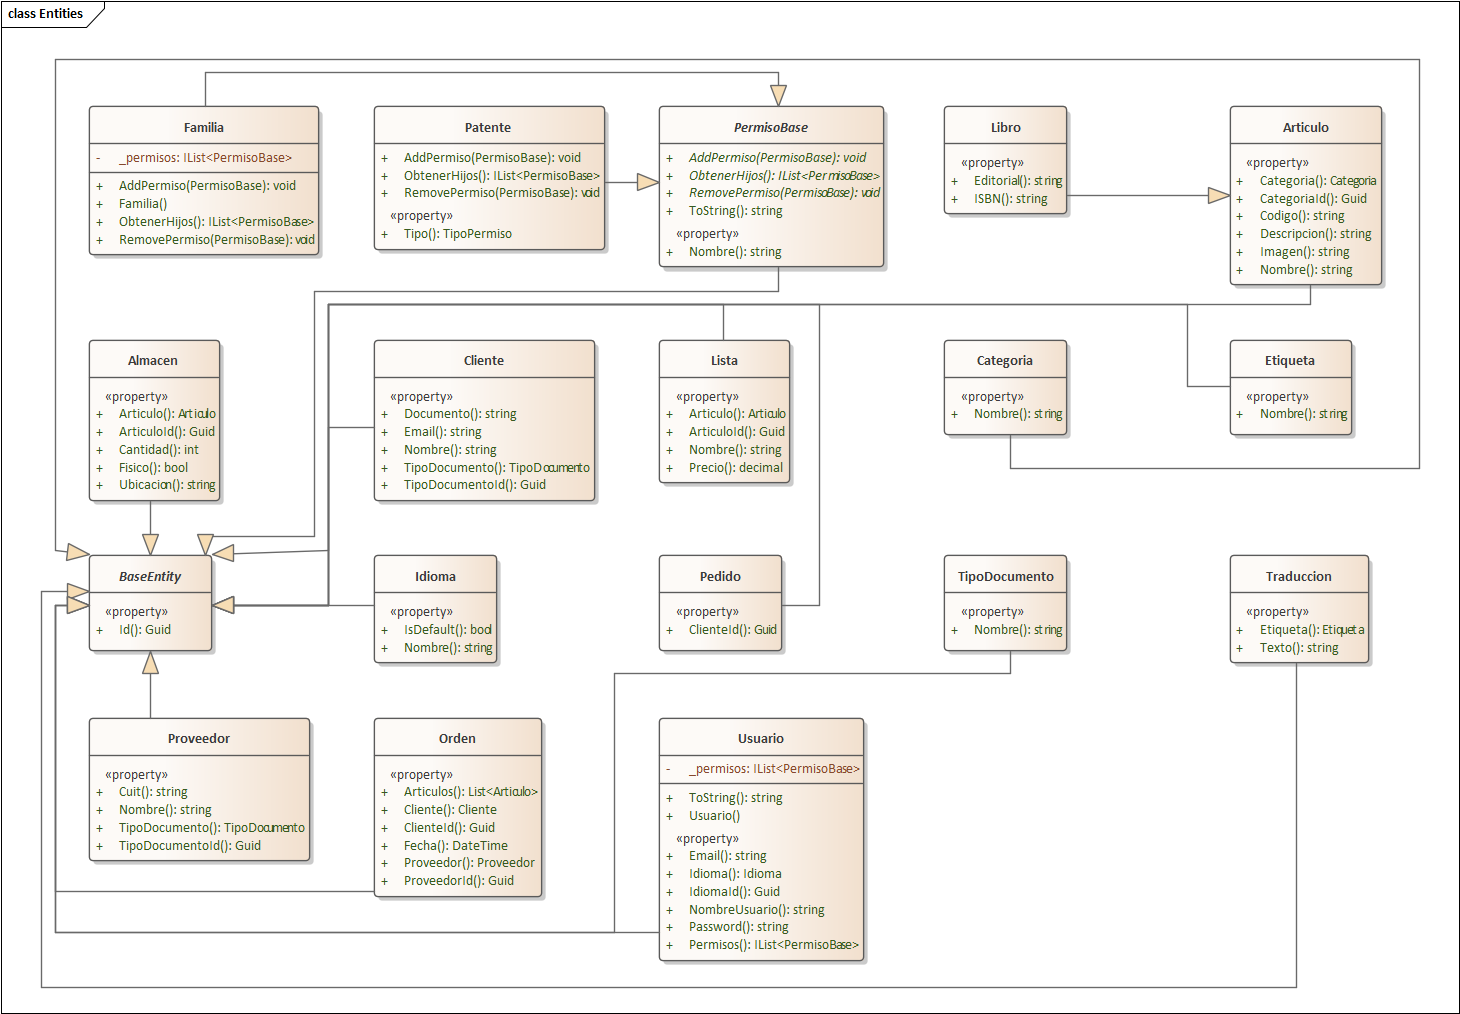 class Entities
Familia
- _permisos: IList<PermisoBase>
+ AddPermiso(PermisoBase): void
+ Familia()
+ ObtenerHijos(): IList<PermisoBase>
+ RemovePermiso(PermisoBase): void
Patente
+ AddPermiso(PermisoBase): void
+ ObtenerHijos(): IList<PermisoBase>
+ RemovePermiso(PermisoBase): void
«property»
+ Tipo(): TipoPermiso
PermisoBase
+ AddPermiso(PermisoBase): void
+ ObtenerHijos(): IList<PermisoBase>
+ RemovePermiso(PermisoBase): void
+ ToString(): string
«property»
+ Nombre(): string
Libro
«property»
+ Editorial(): string
+ ISBN(): string
Articulo
«property»
+ Categoria(): Categoria
+ CategoriaId(): Guid
+ Codigo(): string
+ Descripcion(): string
+ Imagen(): string
+ Nombre(): string
Almacen
«property»
+ Articulo(): Articulo
+ ArticuloId(): Guid
+ Cantidad(): int
+ Fisico(): bool
+ Ubicacion(): string
Cliente
«property»
+ Documento(): string
+ Email(): string
+ Nombre(): string
+ TipoDocumento(): TipoDocumento
+ TipoDocumentoId(): Guid
Lista
«property»
+ Articulo(): Articulo
+ ArticuloId(): Guid
+ Nombre(): string
+ Precio(): decimal
Categoria
«property»
+ Nombre(): string
Etiqueta
«property»
+ Nombre(): string
BaseEntity
«property»
+ Id(): Guid
Idioma
«property»
+ IsDefault(): bool
+ Nombre(): string
Pedido
«property»
+ ClienteId(): Guid
TipoDocumento
«property»
+ Nombre(): string
Traduccion
«property»
+ Etiqueta(): Etiqueta
+ Texto(): string
Proveedor
«property»
+ Cuit(): string
+ Nombre(): string
+ TipoDocumento(): TipoDocumento
+ TipoDocumentoId(): Guid
Orden
«property»
+ Articulos(): List<Articulo>
+ Cliente(): Cliente
+ ClienteId(): Guid
+ Fecha(): DateTime
+ Proveedor(): Proveedor
+ ProveedorId(): Guid
Usuario
- _permisos: IList<PermisoBase>
+ ToString(): string
+ Usuario()
«property»
+ Email(): string
+ Idioma(): Idioma
+ IdiomaId(): Guid
+ NombreUsuario(): string
+ Password(): string
+ Permisos(): IList<PermisoBase>